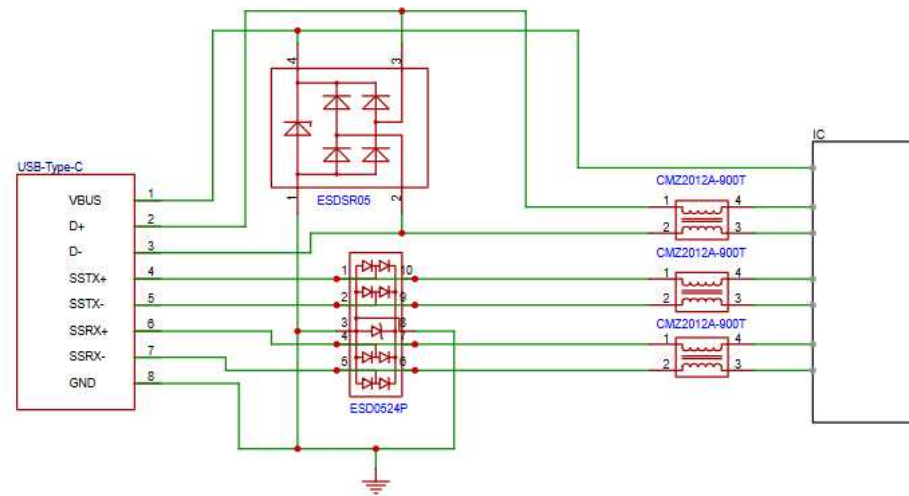 IC
4
3
USB-Type-C
CMZ2012A-900T
VBUS 1
1 2 ESDSR05
1 4
D+ 2
2 3
D- 3
CMZ2012A-900T
SSTX+ 4
1 10
1 4
SSTX- 5
2 9
2 3
SSRX+ 6
3 8
CMZ2012A-900T
4 7
1 4
SSRX- 7
5 6
2 3
GND 8
ESD0524P